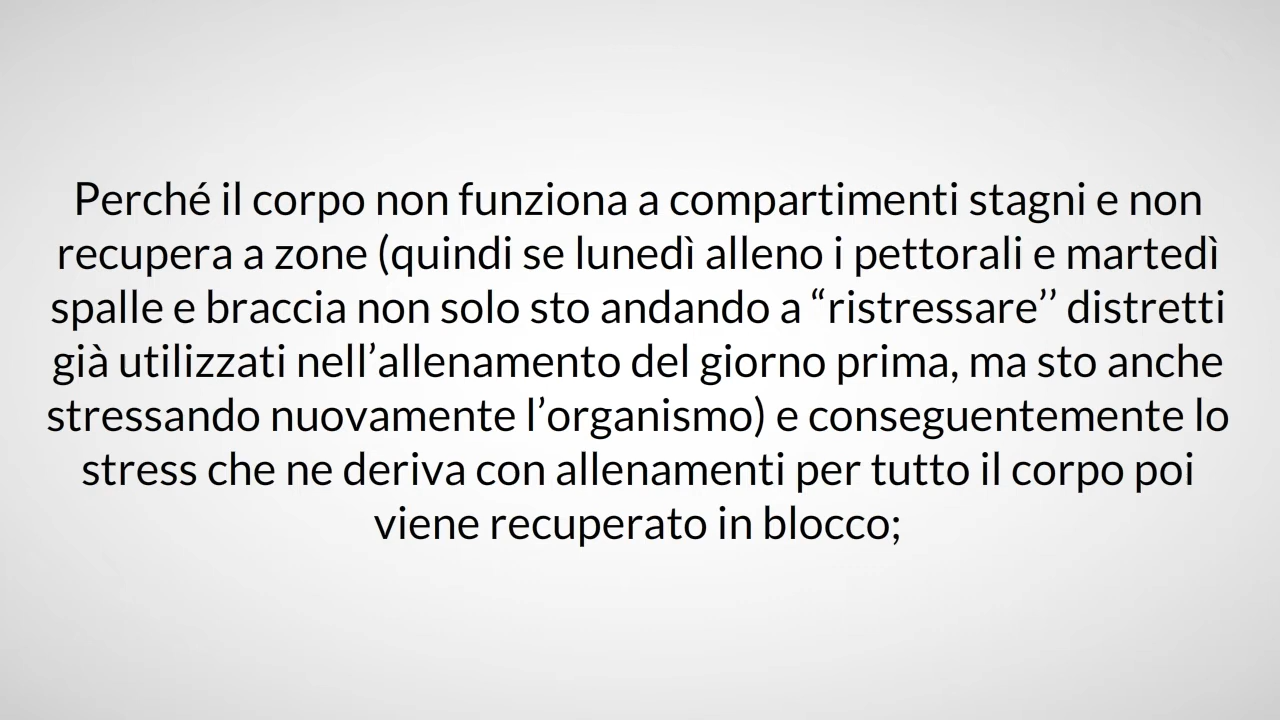 Perché il corpo non funziona a compartimenti stagni e non
recupera a zone (quindi se lunedì alleno i pettorali e martedì
spalle e braccia non solo sto andando a “ristressare’’ distretti
già utilizzati nell’allenamento del giorno prima, ma sto anche
stressando nuovamente l’organismo) e conseguentemente lo
stress che ne deriva con allenamenti per tutto il corpo poi
viene recuperato in blocco;